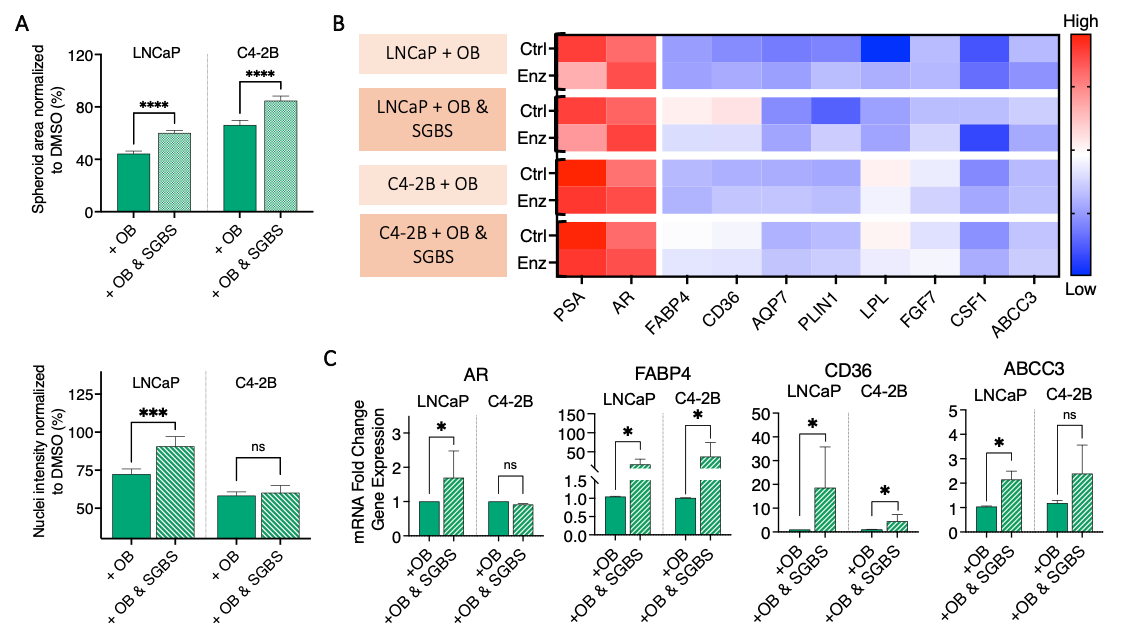 A
LNCaP
C4-2B
Spheroid area normalized
to DMSO (%)
120
80
40
0
****
****
+ OB
+ OB & SGBS
+ OB
+ OB & SGBS
Nuclei intensity normalized
to DMSO (%)
LNCaP
C4-2B
125
100
75
50
***
ns
+ OB
+ OB & SGBS
+ OB
+ OB & SGBS
B
LNCaP + OB
LNCaP + OB &
SGBS
C4-2B + OB
C4-2B + OB &
SGBS
Ctrl
Enz
Ctrl
Enz
Ctrl
Enz
Ctrl
Enz
PSA
AR
FABP4
CD36
AQP7
PLIN1
LPL
FGF7
CSF1
ABCC3
High
Low
C
mRNA Fold Change
Gene Expression
AR
LNCaP
C4-2B
3
2
1
0
*
ns
+OB
+OB & SGBS
+OB
+OB & SGBS
FABP4
LNCaP
C4-2B
150
100
50
1.5
1.0
0.5
0.0
*
*
+OB
+OB & SGBS
+OB
+OB & SGBS
CD36
LNCaP
C4-2B
50
40
30
20
10
0
*
*
+OB
+OB & SGBS
+OB
+OB & SGBS
ABCC3
LNCaP
C4-2B
5
4
3
2
1
0
*
ns
+OB
+OB & SGBS
+OB
+OB & SGBS